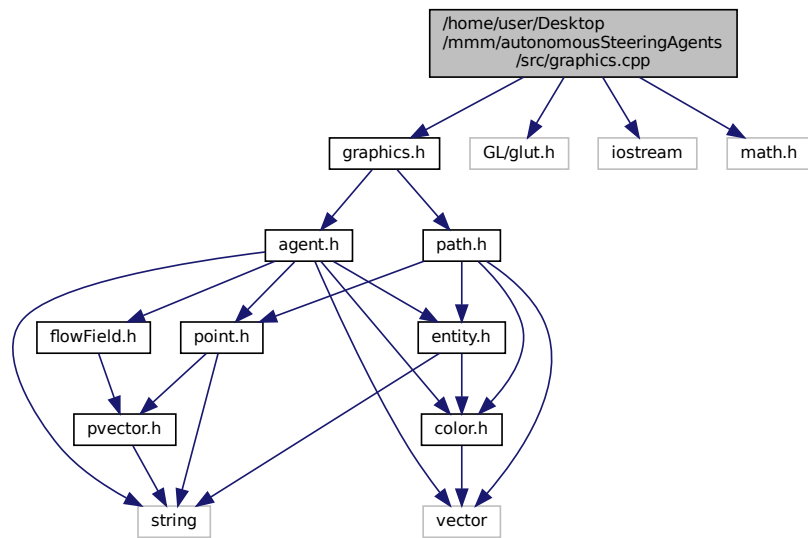 /home/user/Desktop
/mmm/autonomousSteeringAgents
/src/graphics.cpp
graphics.h
GL/glut.h
iostream
math.h
agent.h
path.h
flowField.h
point.h
entity.h
pvector.h
color.h
string
vector